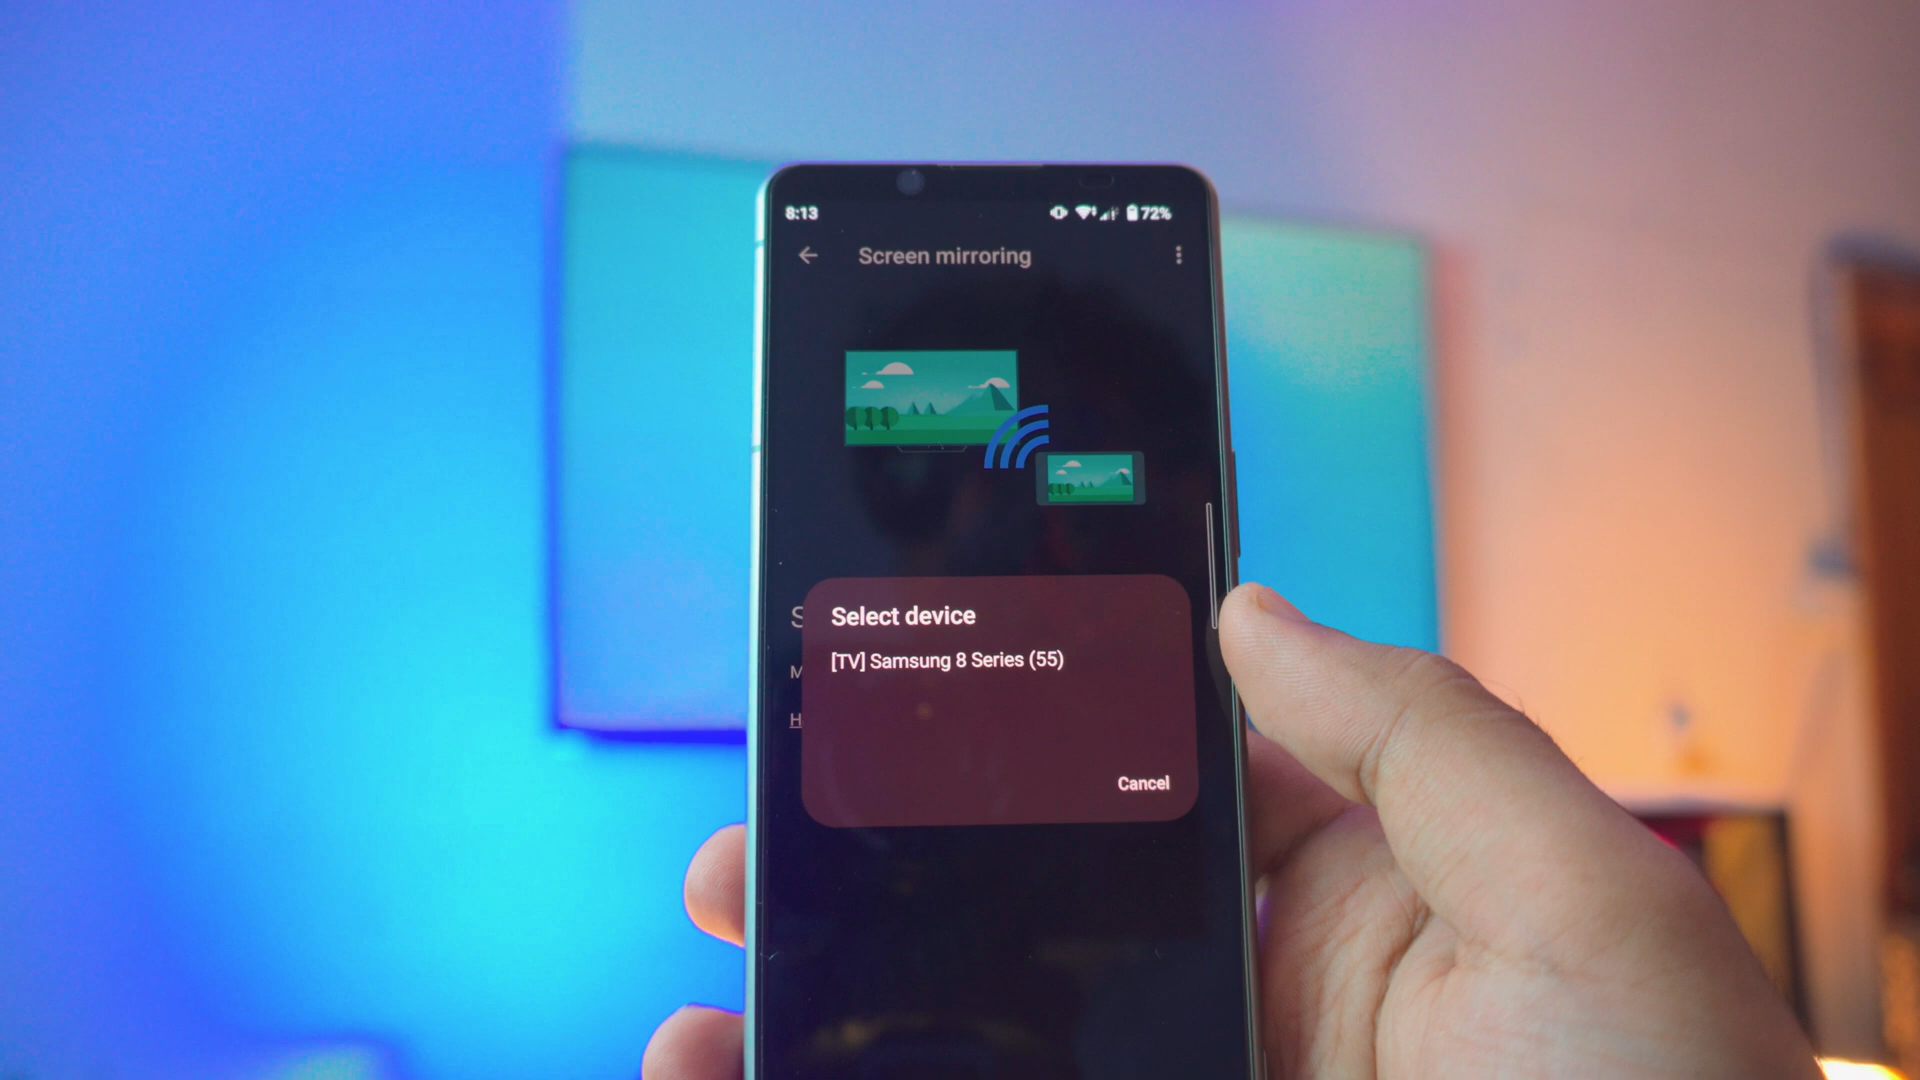 8:13
72%
Screen mirroring
Select device
[TV] Samsung 8 Series (55)
Cancel